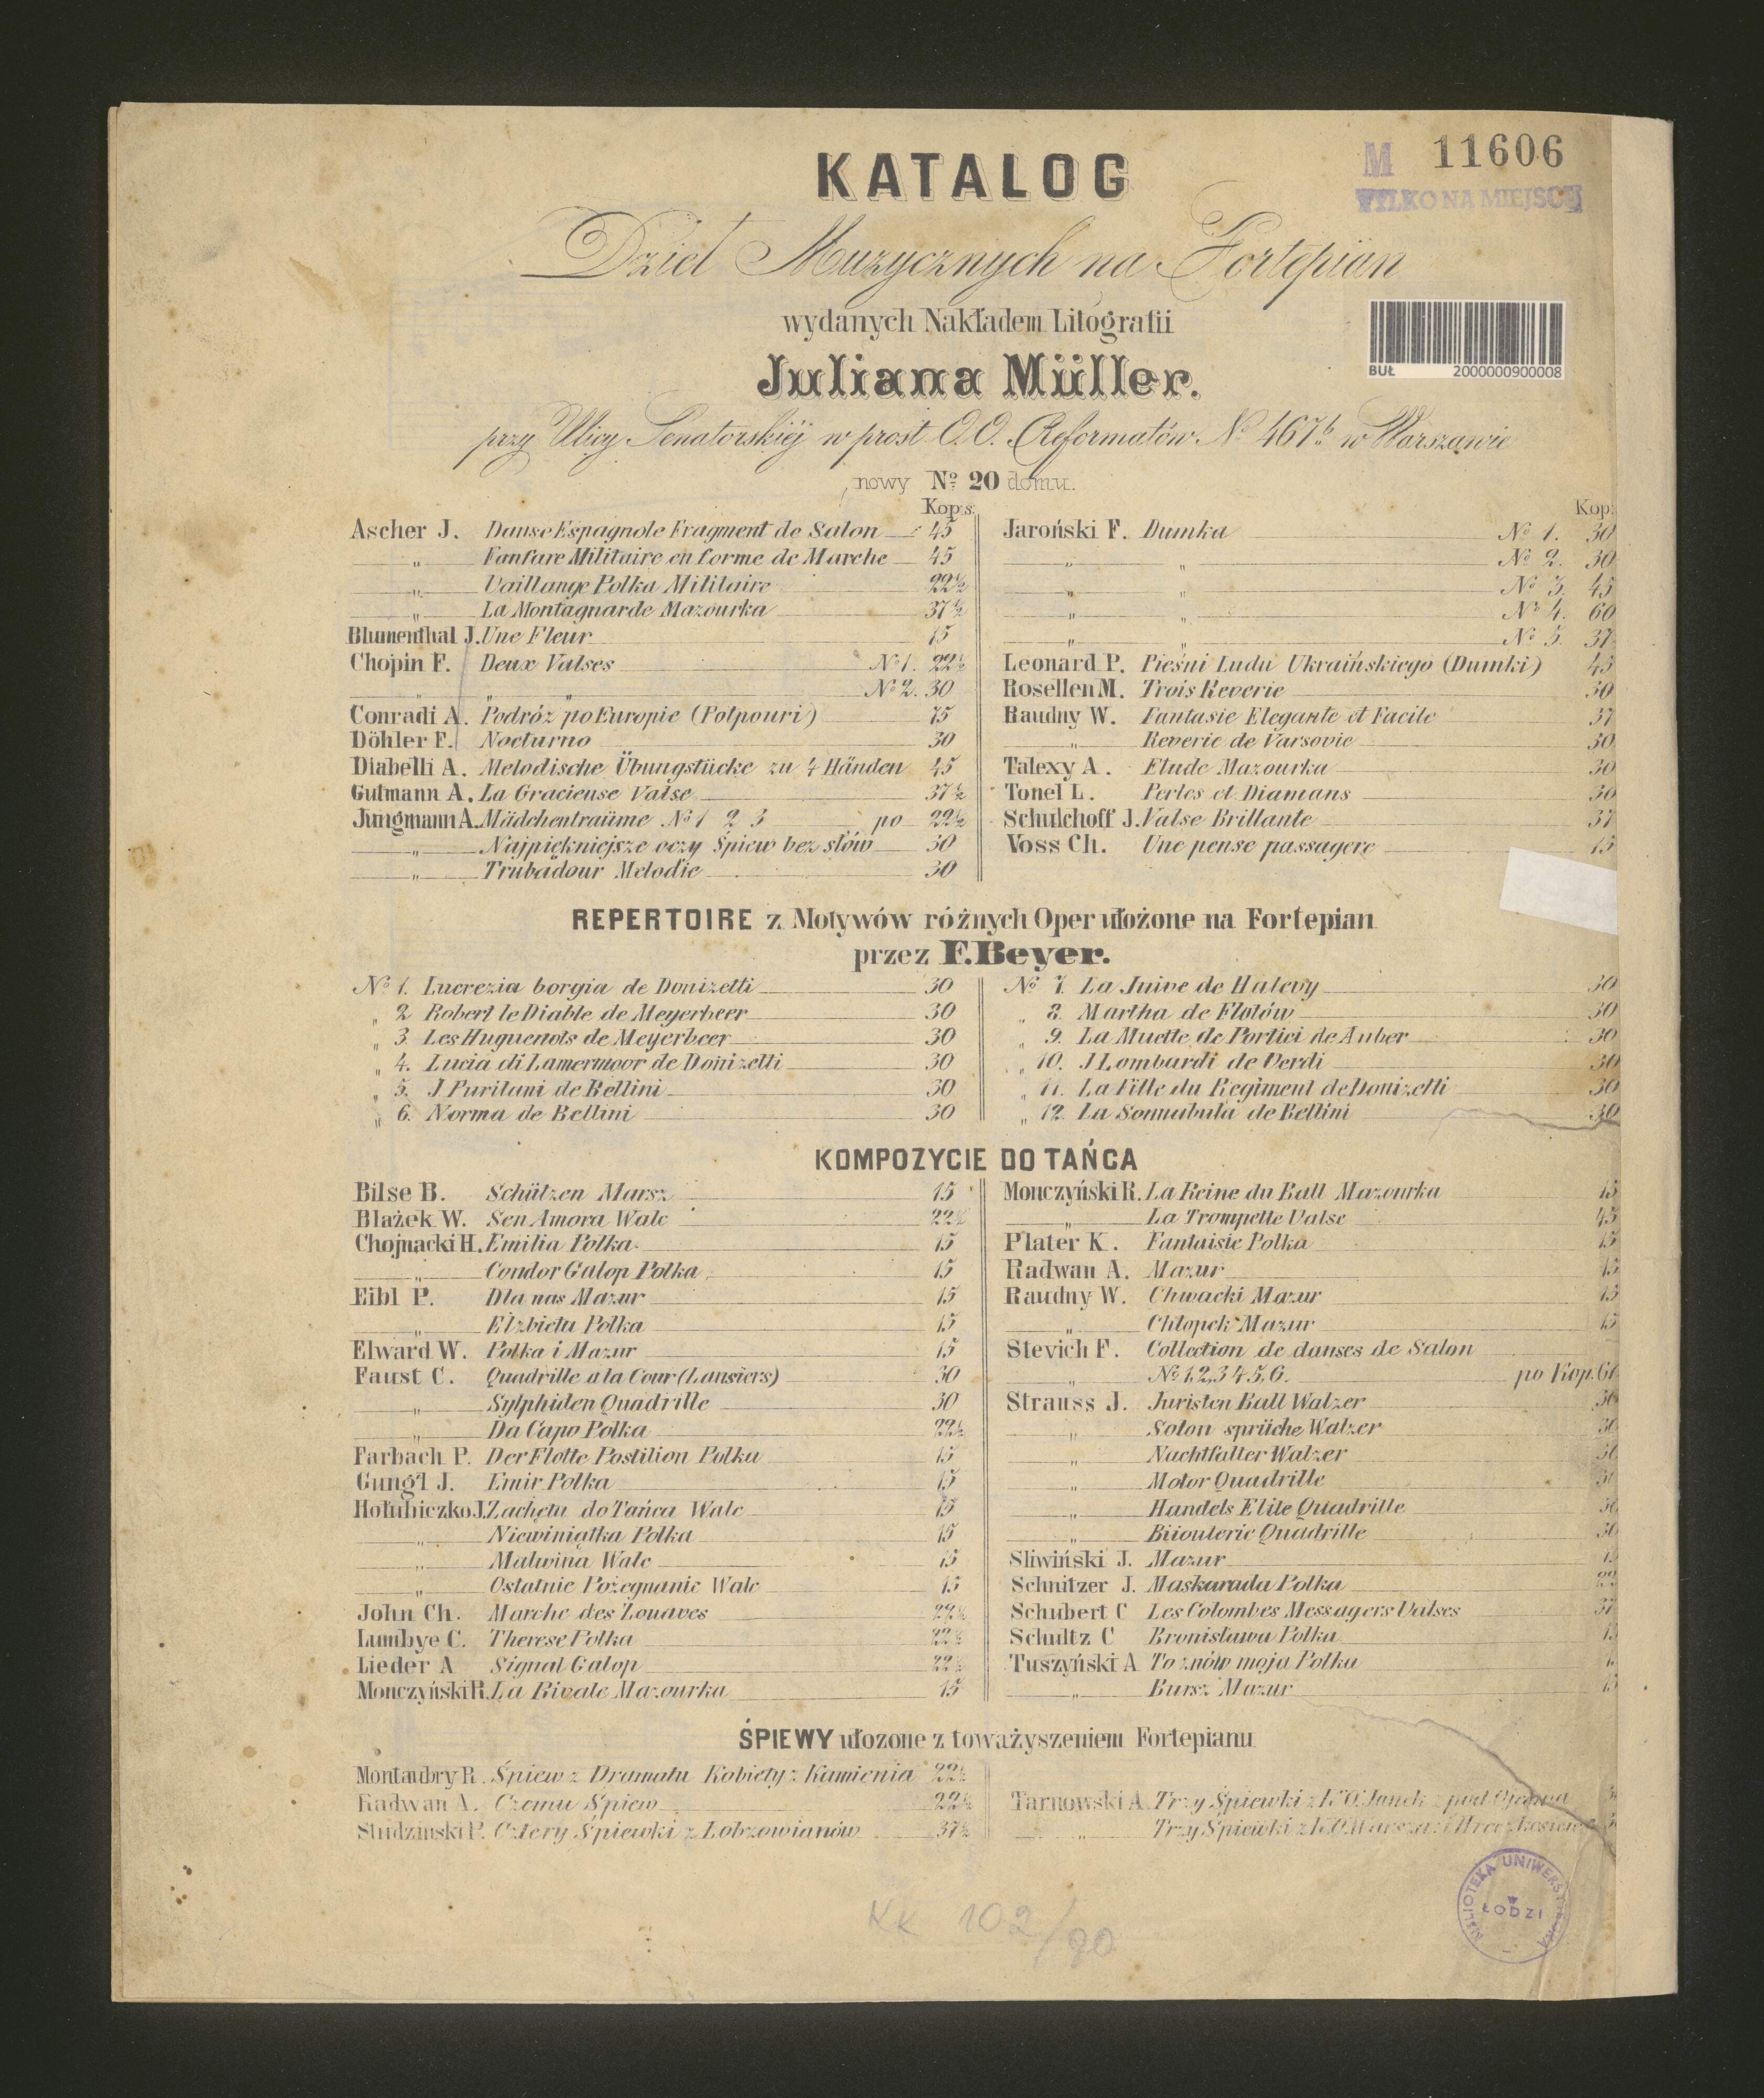 KATALOG
M 11606
TYLKO NA MIEJSCU
Dzieł Muzycznych na Fortepian
wydanych Nakładem Litografii
BUŁ 2000000900008
Juliana Müller.
przy Ulicy Senatorskiéj w prost O.O. Reformatów No 467b w Warszawie
nowy No 20 domu.
Kop s:
Ascher J. Danse Espagnole Fragment de Salon 45
„ Fanfare Militaire en forme de Marche 45
„ Vaillange Polka Militaire 22½
„ La Montagnarde Mazourka 37½
Blumenthal J. Une Fleur 15
Chopin F. Deux Valses No 1. 22½
„ „ „ No 2. 30
Conradi A. Podróż po Europie (Potpouri) 75
Döhler F. Nocturno 30
Diabelli A. Melodische Übungstücke zu 4 Händen 45
Gutmann A. La Gracieuse Valse 37½
Jungmann A. Mädchentraüme No 1 2 3 po 22½
„ Najpiękniejsze oczy Śpiew bez słów 30
„ Trubadour Melodie 30
Kop:
Jaroński F. Dumka No 1. 30
„ „ No 2. 30
„ „ No 3. 45
„ „ No 4. 60
„ „ No 5. 37
Leonard P. Pieśni Ludu Ukraińskiego (Dumki) 45
Rosellen M. Trois Reverie 30
Raudny W. Fantasie Elegante et Facile 37
„ Reverie de Varsovie 30
Talexy A. Etude Mazourka 30
Tonel L. Perles et Diamans 30
Schulchoff J. Valse Brillante 37
Voss Ch. Une pense passagere 15
REPERTOIRE z Motywów różnych Oper ułożone na Fortepian
przez F. Beyer.
No 1. Lucrezia borgia de Donizetti 30
„ 2 Robert le Diable de Meyerbeer 30
„ 3. Les Huguenots de Meyerbeer 30
„ 4. Lucia di Lamermoor de Donizetti 30
„ 5. J Puritani de Bellini 30
„ 6. Norma de Bellini 30
No 7. La Juive de Halevy 30
„ 8. Martha de Flotów 30
„ 9. La Muette de Portici de Auber 30
„ 10. J Lombardi de Verdi 30
„ 11. La Fille du Regiment de Donizetti 30
„ 12. La Somnabula de Bellini 30
KOMPOZYCIE DO TAŃCA
Bilse B. Schützen Marsz 15
Blażek W. Sen Amora Walc 22½
Chojnacki H. Emilia Polka 15
„ Condor Galop Polka 15
Eibl P. Dla nas Mazur 15
„ Elżbieta Polka 15
Elward W. Polka i Mazur 15
Faust C. Quadrille a la Cour (Lansiers) 30
„ Sylphiden Quadrille 30
„ Da Capo Polka 22½
Farbach P. Der Flotte Postilion Polka 15
Gung'l J. Emir Polka 15
Hołubiczko J. Zachęta do Tańca Walc 15
„ Niewiniątka Polka 15
„ Malwina Walc 15
„ Ostatnie Pożegnanie Walc 15
John Ch. Marche des Zouaves 22½
Lumbye C. Therese Polka 22½
Lieder A Signal Galop 22½
Monczyński R. La Rivale Mazourka 15
Monczyński R. La Reine du Ball Mazourka 15
„ La Trompette Valse 45
Plater K. Fantaisie Polka 15
Radwan A. Mazur 15
Raudny W. Chwacki Mazur 15
„ Chłopek Mazur 15
Stevich F. Collection de danses de Salon
„ No 1,2,3 4 5,6. po Kop. 60
Strauss J. Juristen Ball Walzer 30
„ Solon sprüche Walzer 30
„ Nachtfalter Walzer 30
„ Motor Quadrille 30
„ Handels Elite Quadrille 30
„ Bijouterie Quadrille 30
Sliwiński J. Mazur 15
Schnitzer J. Maskarada Polka 22
Schubert C Les Colombes Messagers Valses 37
Schultz C Bronisława Polka 15
Tuszyński A To znów moja Polka
„ Bursz Mazur 15
ŚPIEWY ułozone z toważyszeniem Fortepianu
Montaubry R. Śpiew z Dramatu Kobiety z Kamienia 22½
Radwan A. Czemu Śpiew 22½
Studzinski P. Cztery Śpiewki z Łobzowianów 37½
Tarnowski A. Trzy Śpiewki z K.O. Janek z pod Ojcowa
„ Trzy Śpiewki z K.O.
KK 102/90
BIBLIOTEKA UNIWERSYTECKA
w
ŁODZI